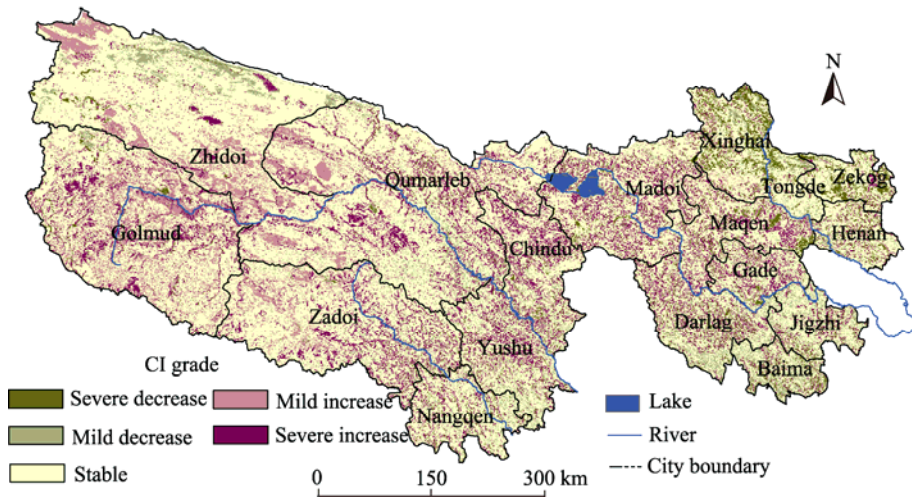 N
Xinghai
Zhidoi
Qumarleb
Madoi
Tongde
Zekog
Golmud
Chindu
Maqen
Henan
Gade
Zadoi
Darlag
Jigzhi
Yushu
Baima
Nangqen
CI grade
Severe decrease
Mild increase
Lake
Mild decrease
Severe increase
River
Stable
City boundary
0 150 300 km